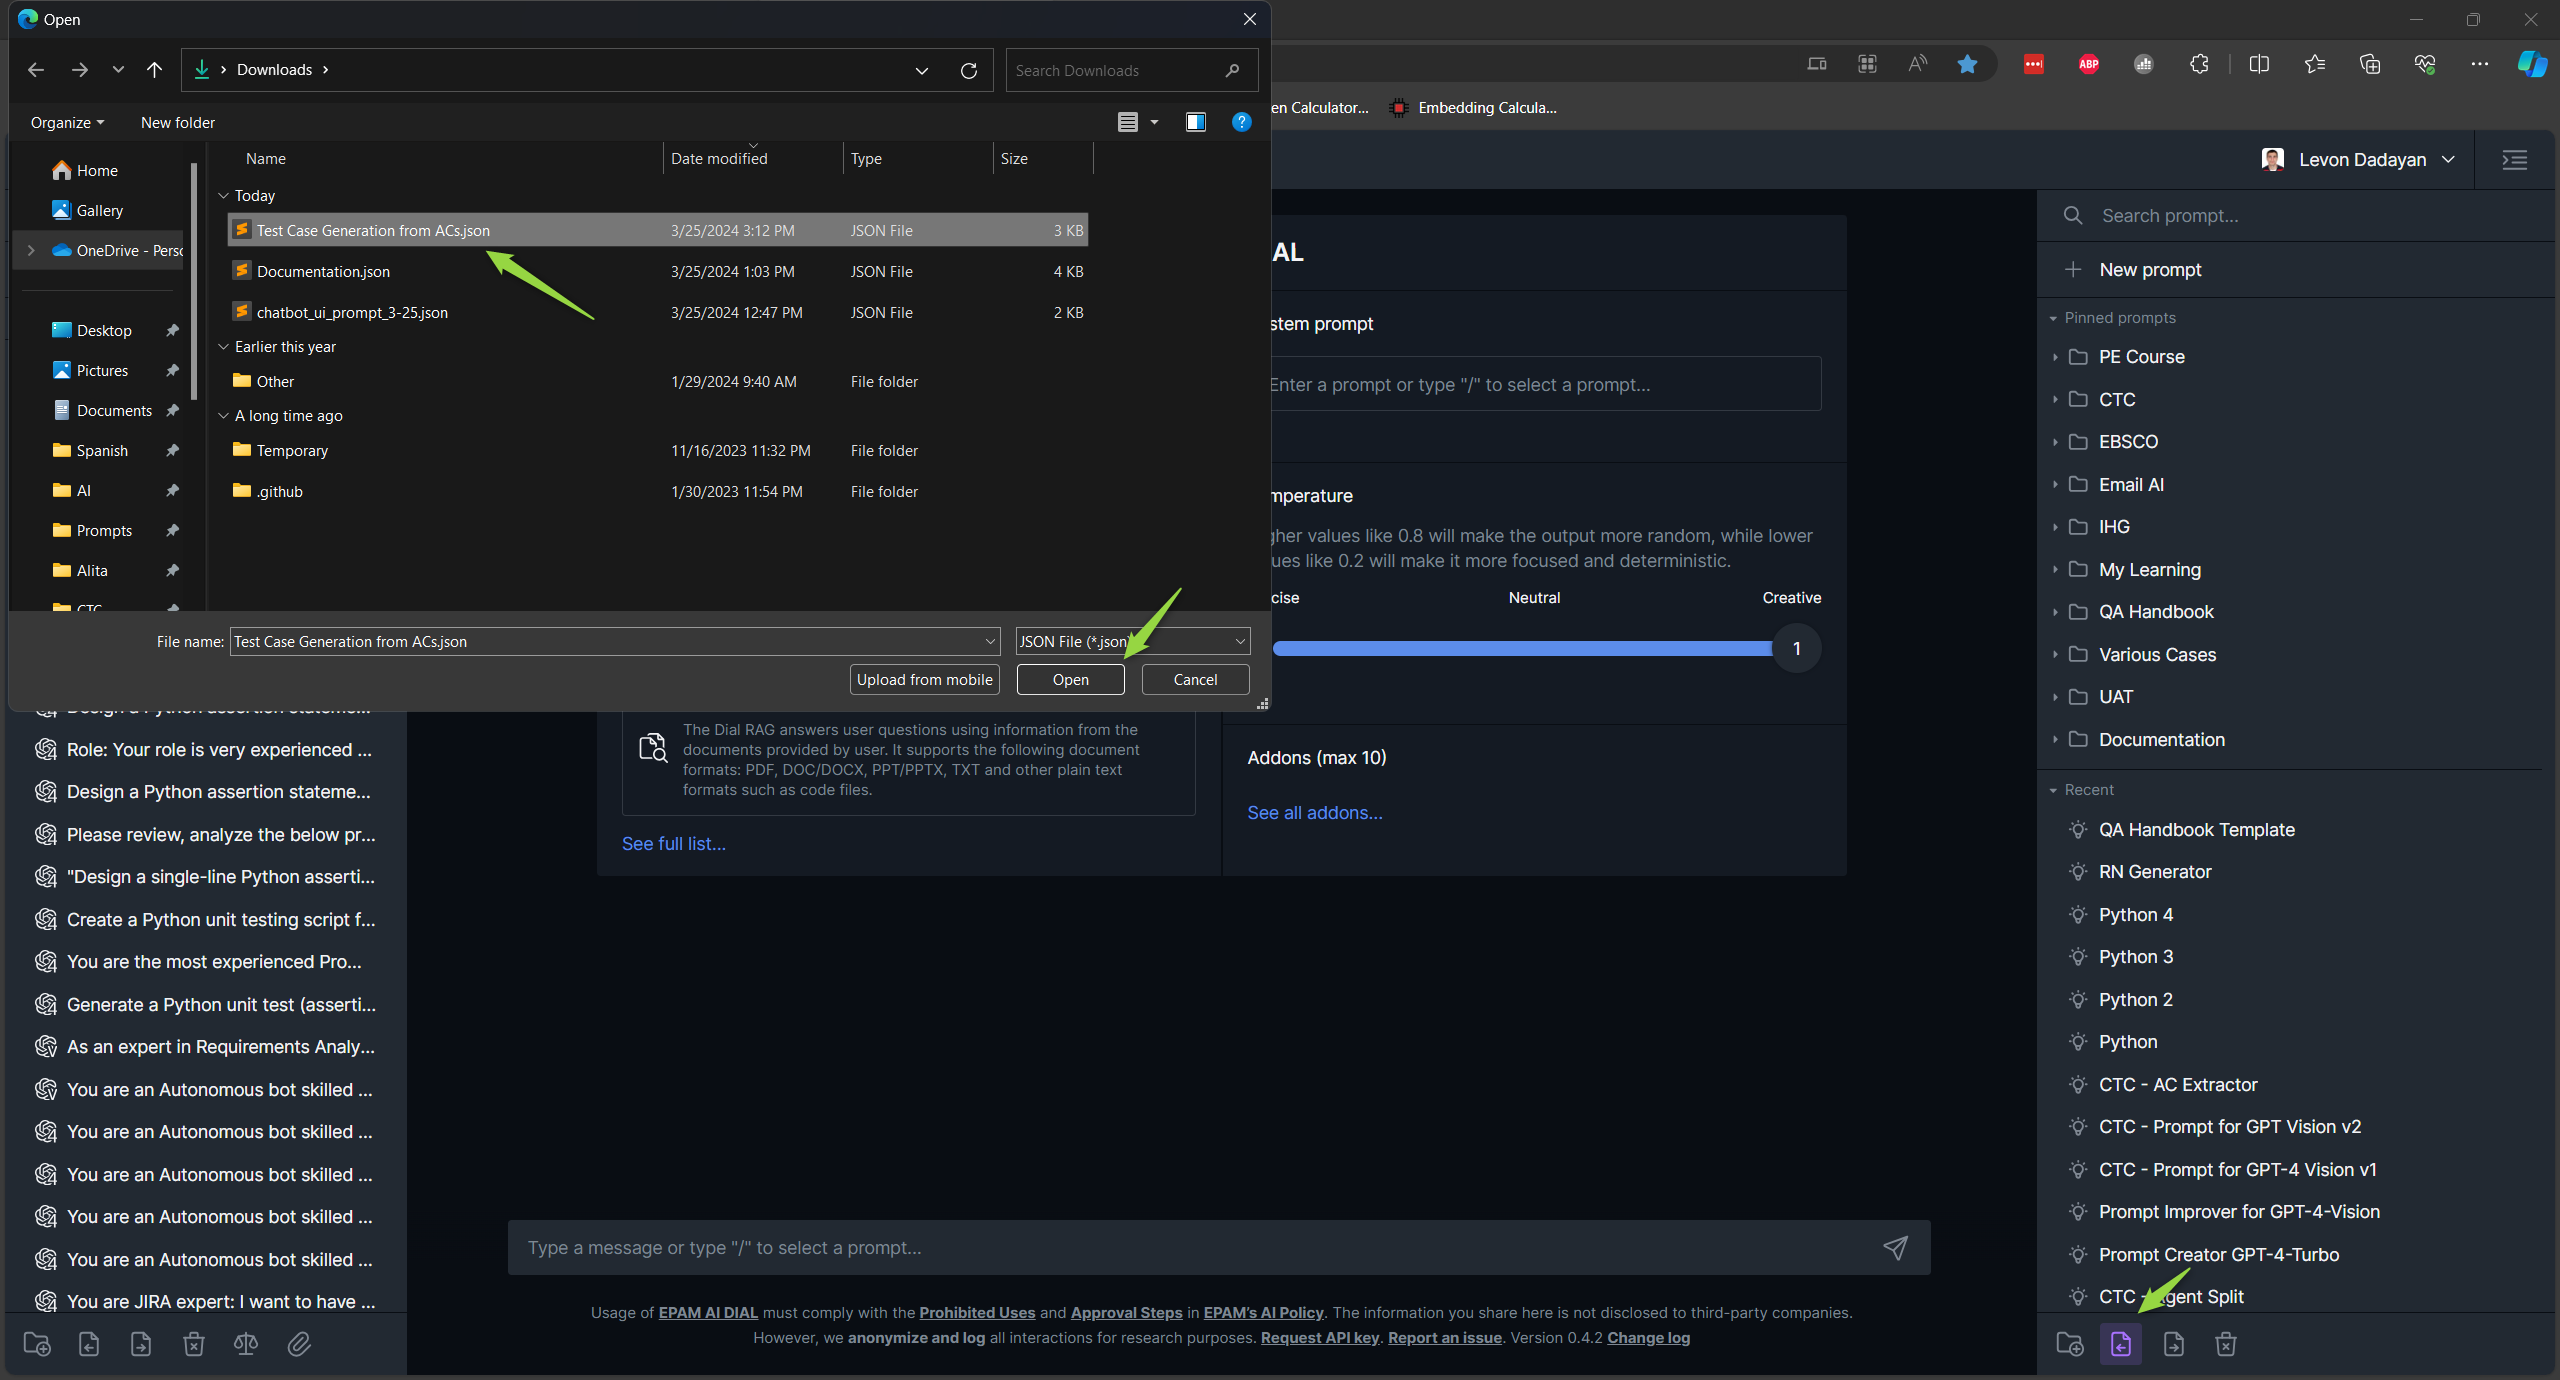 Open
Downloads
Search Downloads
Organize
New folder
Name
Date modified
Type
Size
Home
Gallery
OneDrive - Perso
Desktop
Pictures
Documents
Spanish
AI
Prompts
Alita
CTC
Today
Test Case Generation from ACs.json 3/25/2024 3:12 PM JSON File 3 KB
Documentation.json 3/25/2024 1:03 PM JSON File 4 KB
chatbot_ui_prompt_3-25.json 3/25/2024 12:47 PM JSON File 2 KB
Earlier this year
Other 1/29/2024 9:40 AM File folder
A long time ago
Temporary 11/16/2023 11:32 PM File folder
.github 1/30/2023 11:54 PM File folder
File name: Test Case Generation from ACs.json
JSON File (*.json
Upload from mobile
Open
Cancel
ABP
en Calculator...
Embedding Calcula...
Levon Dadayan
AL
stem prompt
Enter a prompt or type "/" to select a prompt...
mperature
gher values like 0.8 will make the output more random, while lower
ues like 0.2 will make it more focused and deterministic.
cise
Neutral
Creative
1
The Dial RAG answers user questions using information from the
documents provided by user. It supports the following document
formats: PDF, DOC/DOCX, PPT/PPTX, TXT and other plain text
formats such as code files.
See full list...
Addons (max 10)
See all addons...
Role: Your role is very experienced ...
Design a Python assertion stateme...
Please review, analyze the below pr...
"Design a single-line Python asserti...
Create a Python unit testing script f...
You are the most experienced Pro...
Generate a Python unit test (asserti...
As an expert in Requirements Analy...
You are an Autonomous bot skilled ...
You are an Autonomous bot skilled ...
You are an Autonomous bot skilled ...
You are an Autonomous bot skilled ...
You are an Autonomous bot skilled ...
You are JIRA expert: I want to have ...
Type a message or type "/" to select a prompt...
Usage of EPAM AI DIAL must comply with the Prohibited Uses and Approval Steps in EPAM's AI Policy. The information you share here is not disclosed to third-party companies.
However, we anonymize and log all interactions for research purposes. Request API key. Report an issue. Version 0.4.2 Change log
Search prompt...
New prompt
Pinned prompts
PE Course
CTC
EBSCO
Email AI
IHG
My Learning
QA Handbook
Various Cases
UAT
Documentation
Recent
QA Handbook Template
RN Generator
Python 4
Python 3
Python 2
Python
CTC - AC Extractor
CTC - Prompt for GPT Vision v2
CTC - Prompt for GPT-4 Vision v1
Prompt Improver for GPT-4-Vision
Prompt Creator GPT-4-Turbo
CTC - Agent Split